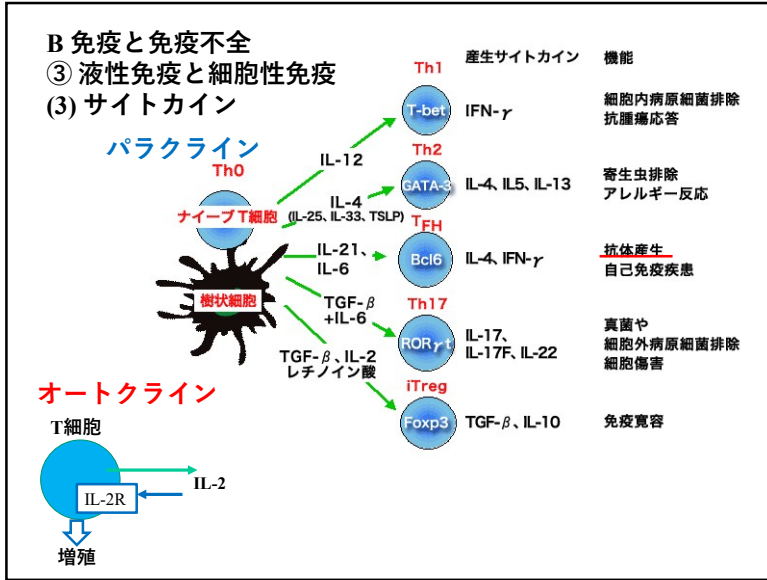 B 免疫と免疫不全
③ 液性免疫と細胞性免疫
(3) サイトカイン
パラクライン
産生サイトカイン 機能
Th1
T-bet
IFN-γ
細胞内病原細菌排除
抗腫瘍応答
IL-12
Th0
ナイーブ T細胞
Th2
GATA-3
IL-4、IL5、IL-13
寄生虫排除
アレルギー反応
IL-4
(IL-25、IL-33、TSLP)
TFH
Bcl6
IL-4、IFN-γ
抗体産生
自己免疫疾患
IL-21、
IL-6
樹状細胞
Th17
RORγt
IL-17、
IL-17F、IL-22
真菌や
細胞外病原細菌排除
細胞傷害
TGF-β
+IL-6
TGF-β、IL-2
レチノイン酸
iTreg
Foxp3
TGF-β、IL-10
免疫寛容
オートクライン
T細胞
IL-2
IL-2R
増殖